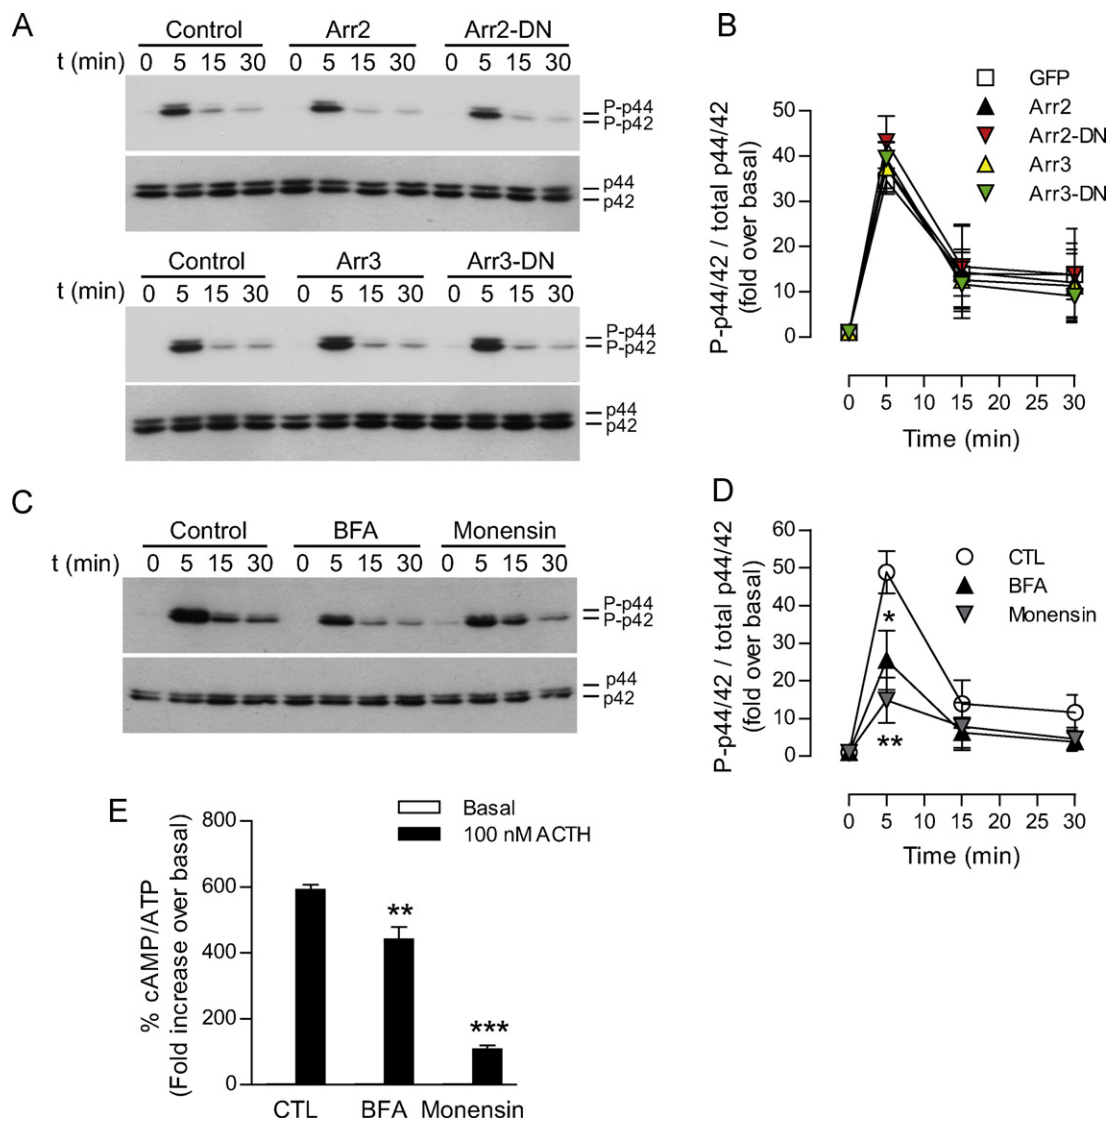 A
Control Arr2 Arr2-DN
t (min) 0 5 15 30 0 5 15 30 0 5 15 30
P-p44
P-p42
p44
p42
Control Arr3 Arr3-DN
t (min) 0 5 15 30 0 5 15 30 0 5 15 30
P-p44
P-p42
p44
p42
B
P-p44/42 / total p44/42
(fold over basal)
50
40
30
20
10
0
GFP
Arr2
Arr2-DN
Arr3
Arr3-DN
0 5 10 15 20 25 30
Time (min)
C
Control BFA Monensin
t (min) 0 5 15 30 0 5 15 30 0 5 15 30
P-p44
P-p42
p44
p42
D
P-p44/42 / total p44/42
(fold over basal)
60
50
40
30
20
10
0
CTL
BFA
Monensin
*
**
0 5 10 15 20 25 30
Time (min)
E
% cAMP/ATP
(Fold increase over basal)
800
600
400
200
0
Basal
100 nM ACTH
**
***
CTL BFA Monensin